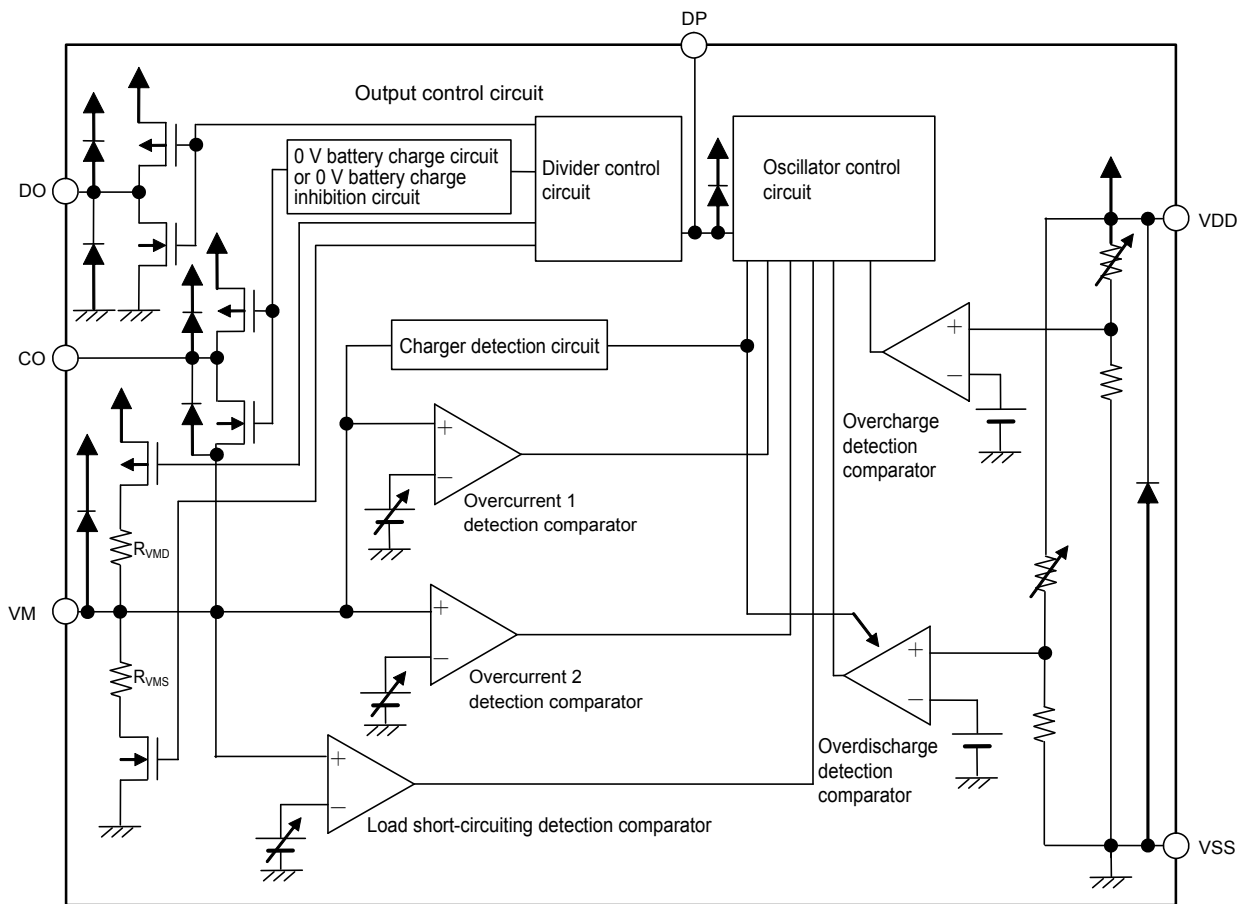 DP
Output control circuit
DO
0 V battery charge circuit
or 0 V battery charge
inhibition circuit
Divider control
circuit
Oscillator control
circuit
VDD
CO
Charger detection circuit
+
−
Overcharge
detection
comparator
+
−
Overcurrent 1
detection comparator
RVMD
VM
+
−
Overcurrent 2
detection comparator
RVMS
+
−
Overdischarge
detection
comparator
+
−
Load short-circuiting detection comparator
VSS